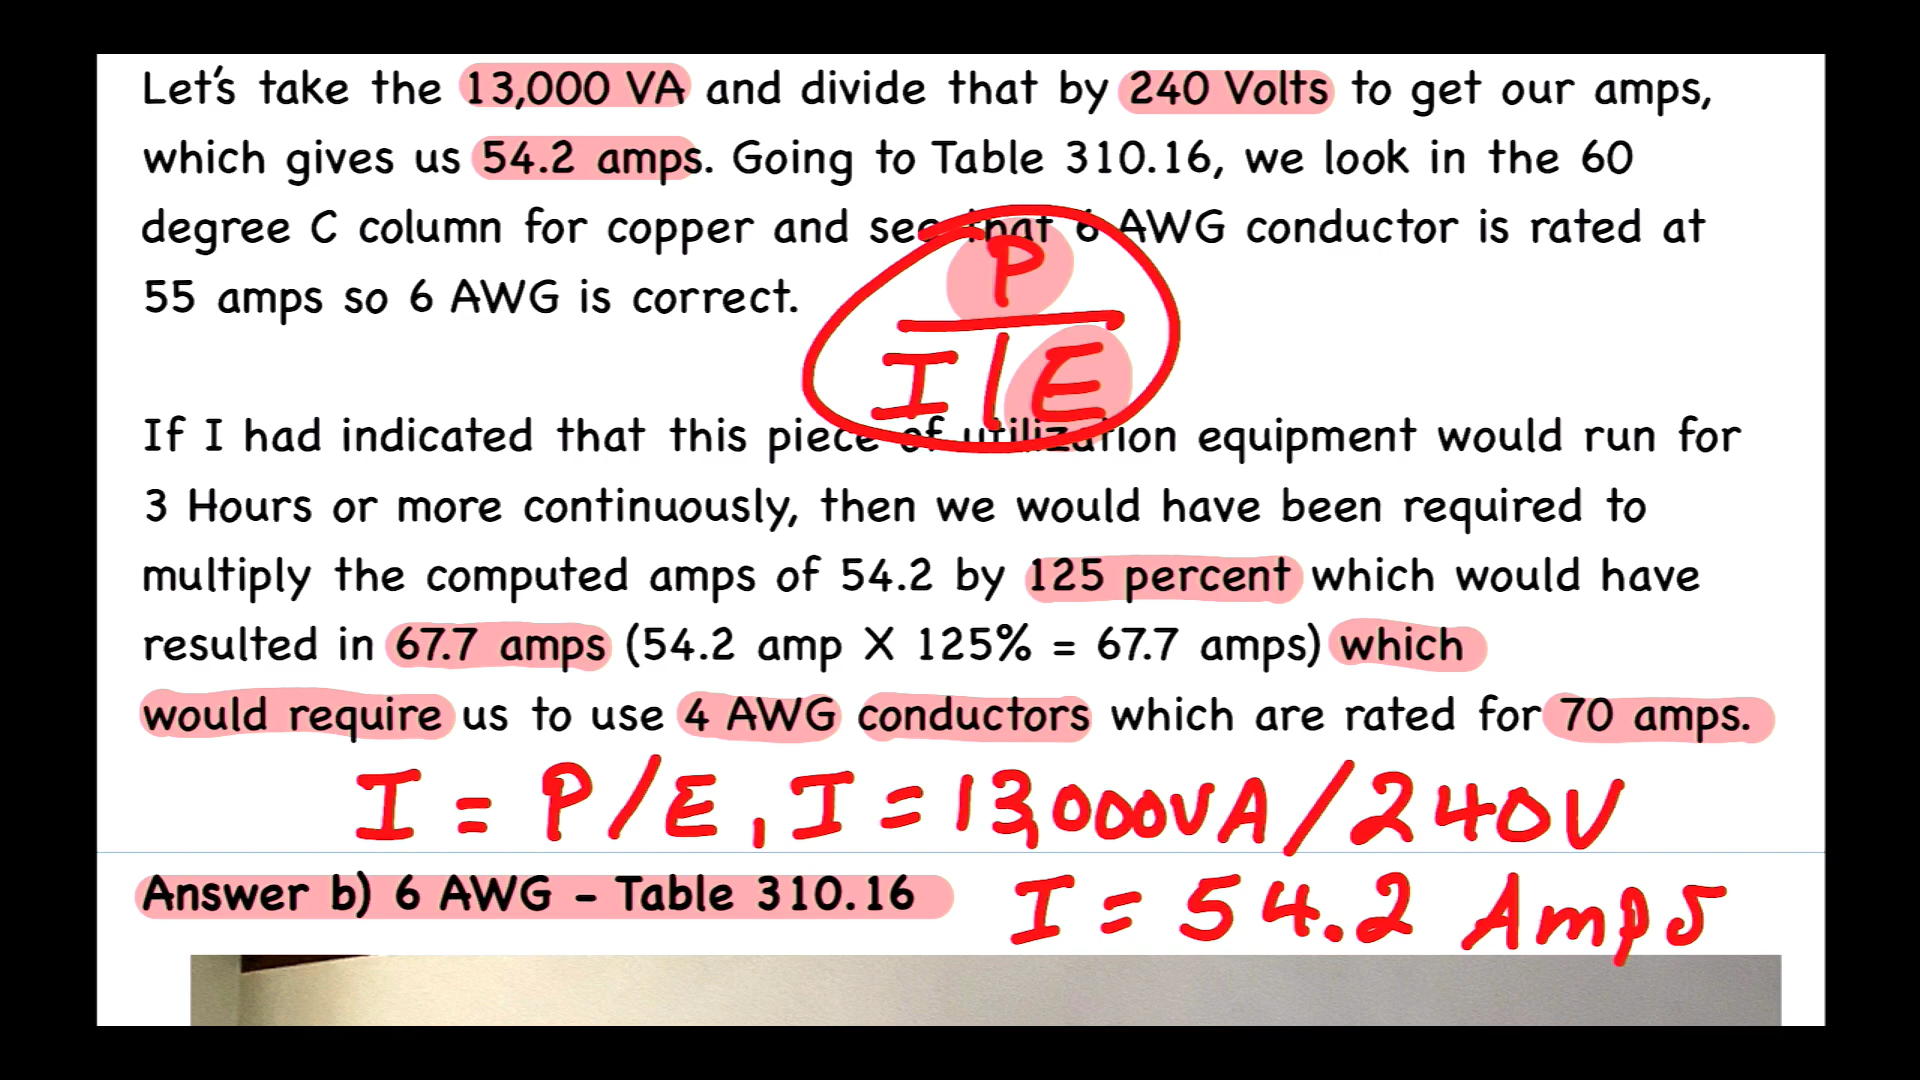 Let's take the 13,000 VA and divide that by 240 Volts to get our amps,
which gives us 54.2 amps. Going to Table 310.16, we look in the 60
degree C column for copper and see that 6 AWG conductor is rated at
55 amps so 6 AWG is correct.
P
I | E
If I had indicated that this piece of utilization equipment would run for
3 Hours or more continuously, then we would have been required to
multiply the computed amps of 54.2 by 125 percent which would have
resulted in 67.7 amps (54.2 amp X 125% = 67.7 amps) which
would require us to use 4 AWG conductors which are rated for 70 amps.
I = P/E, I = 13,000VA/240V
Answer b) 6 AWG - Table 310.16
I = 54.2 Amps